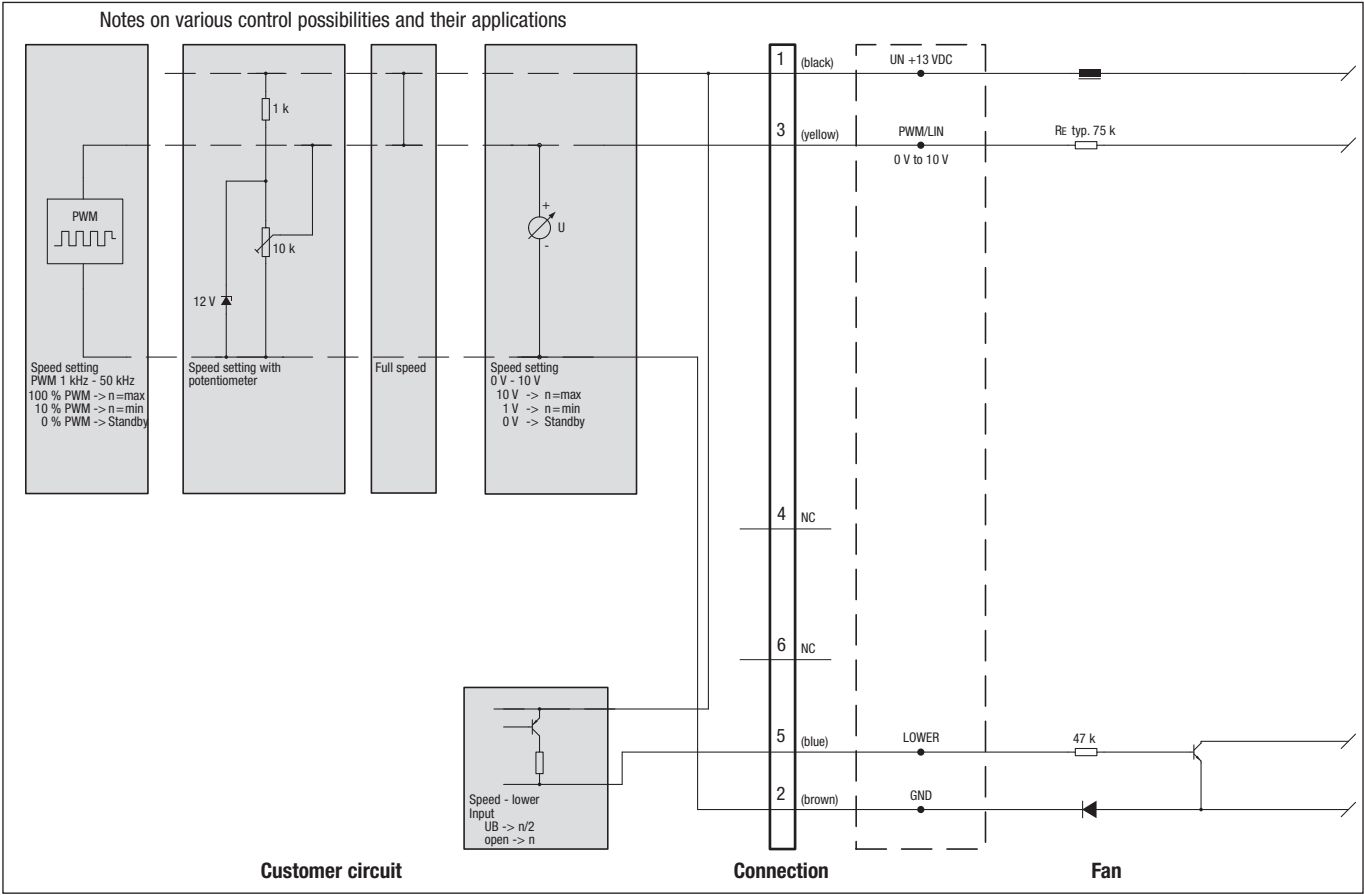 Notes on various control possibilities and their applications
1 (black)
UN +13 VDC
1 k
3 (yellow)
PWM/LIN
0 V to 10 V
RE typ. 75 k
PWM
10 k
+
U
-
12 V
Speed setting
PWM 1 kHz - 50 kHz
100 % PWM -> n=max
10 % PWM -> n=min
0 % PWM -> Standby
Speed setting with
potentiometer
Full speed
Speed setting
0 V - 10 V
10 V -> n=max
1 V -> n=min
0 V -> Standby
4 NC
6 NC
5 (blue)
LOWER
47 k
2 (brown)
GND
Speed - lower
Input
UB -> n/2
open -> n
Customer circuit
Connection
Fan